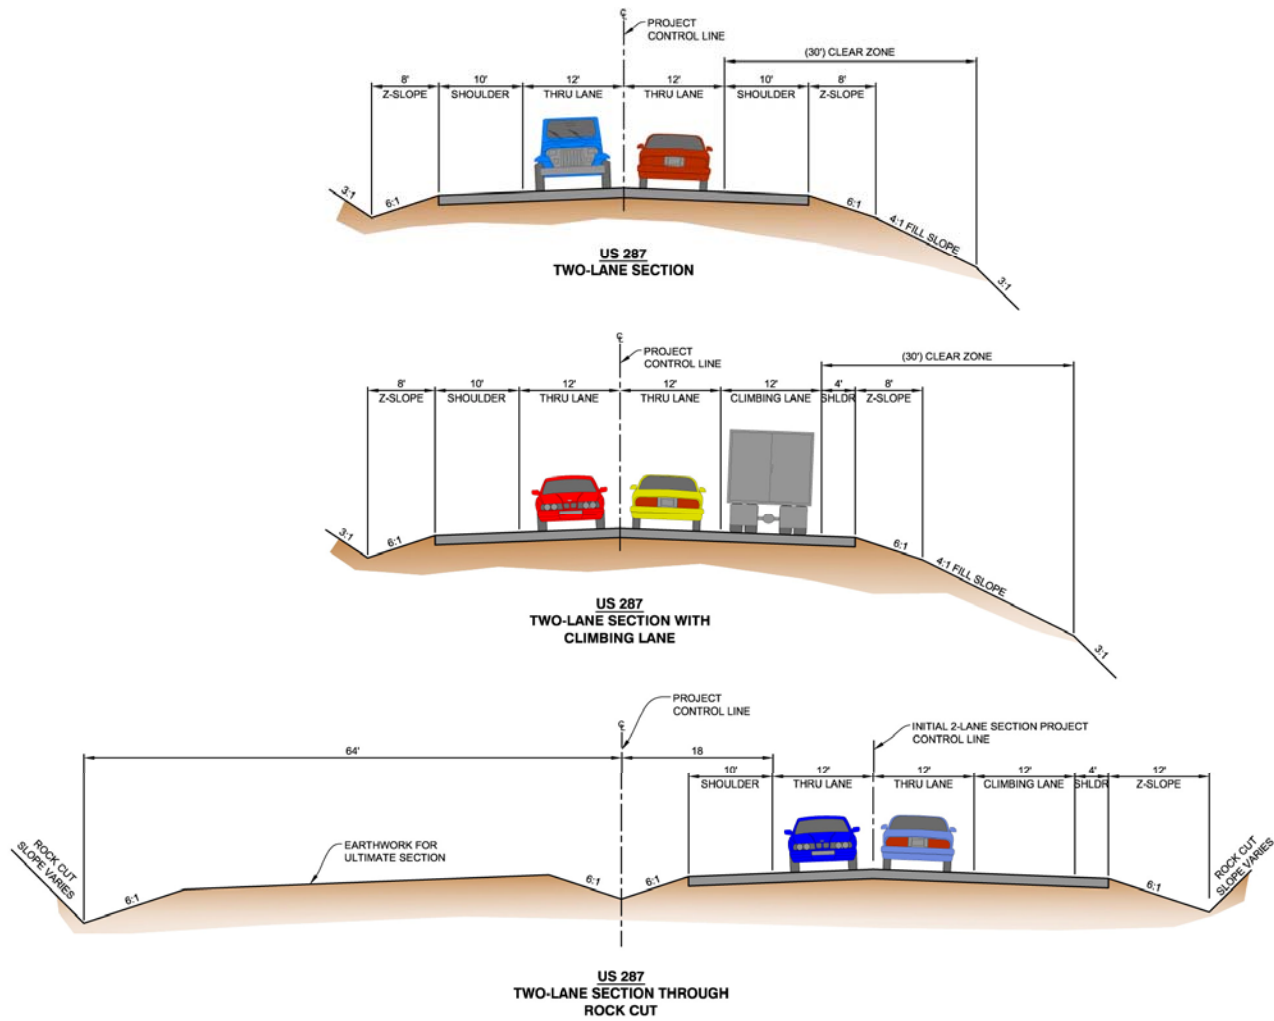 ℄
PROJECT
CONTROL LINE
(30') CLEAR ZONE
8' 10' 12' 12' 10' 8'
Z-SLOPE SHOULDER THRU LANE THRU LANE SHOULDER Z-SLOPE
3:1 6:1 6:1 4:1 FILL SLOPE 3:1
US 287
TWO-LANE SECTION
℄
PROJECT
CONTROL LINE
(30') CLEAR ZONE
8' 10' 12' 12' 12' 4' 8'
Z-SLOPE SHOULDER THRU LANE THRU LANE CLIMBING LANE SHLDR Z-SLOPE
3:1 6:1 6:1 4:1 FILL SLOPE 3:1
US 287
TWO-LANE SECTION WITH
CLIMBING LANE
℄
PROJECT
CONTROL LINE
INITIAL 2-LANE SECTION PROJECT
CONTROL LINE
64' 18
10' 12' 12' 12' 4' 12'
SHOULDER THRU LANE THRU LANE CLIMBING LANE SHLDR Z-SLOPE
ROCK CUT
SLOPE VARIES
EARTHWORK FOR
ULTIMATE SECTION
6:1 6:1 6:1 6:1
ROCK CUT
SLOPE VARIES
US 287
TWO-LANE SECTION THROUGH
ROCK CUT